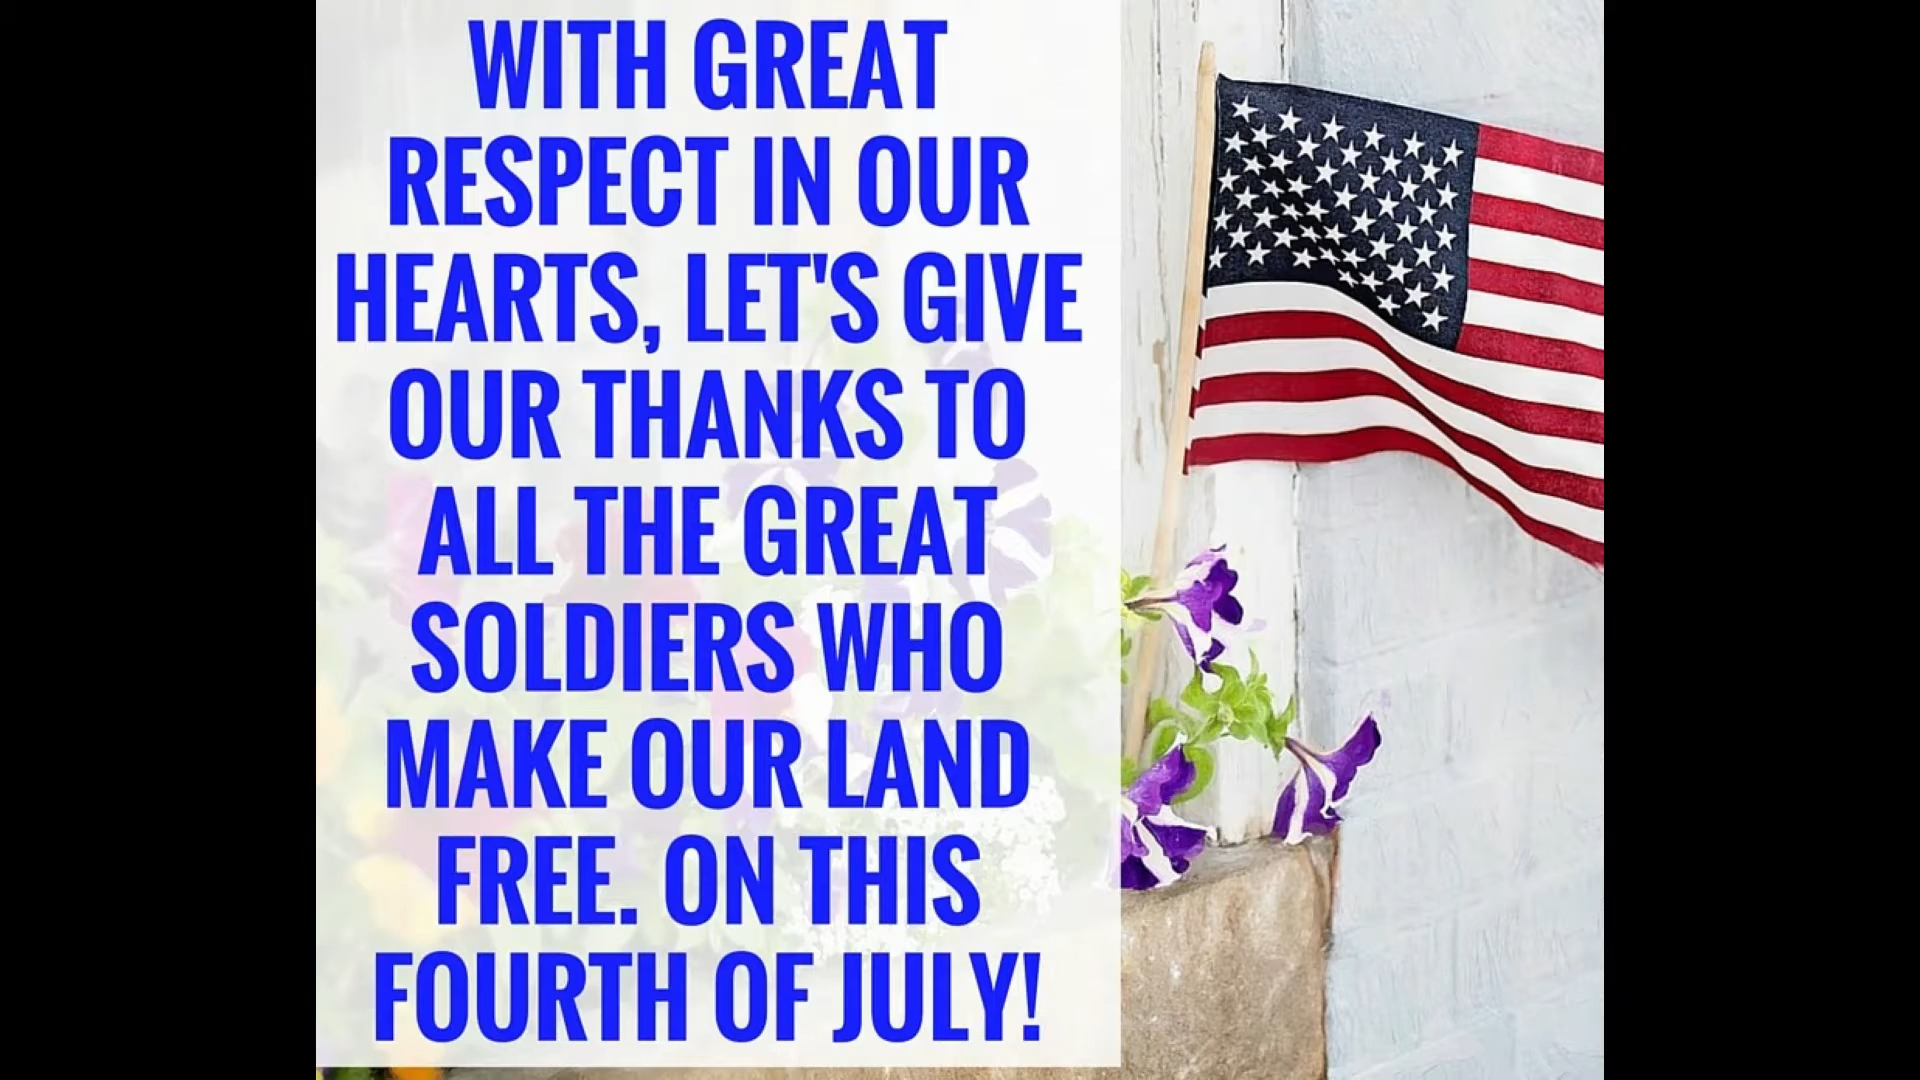 WITH GREAT
RESPECT IN OUR
HEARTS, LET'S GIVE
OUR THANKS TO
ALL THE GREAT
SOLDIERS WHO
MAKE OUR LAND
FREE. ON THIS
FOURTH OF JULY!